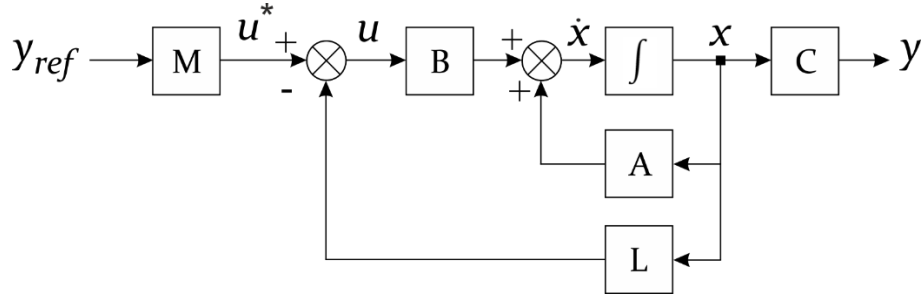 y_ref M u* + - u B + + ẋ ∫ x C y
A
L